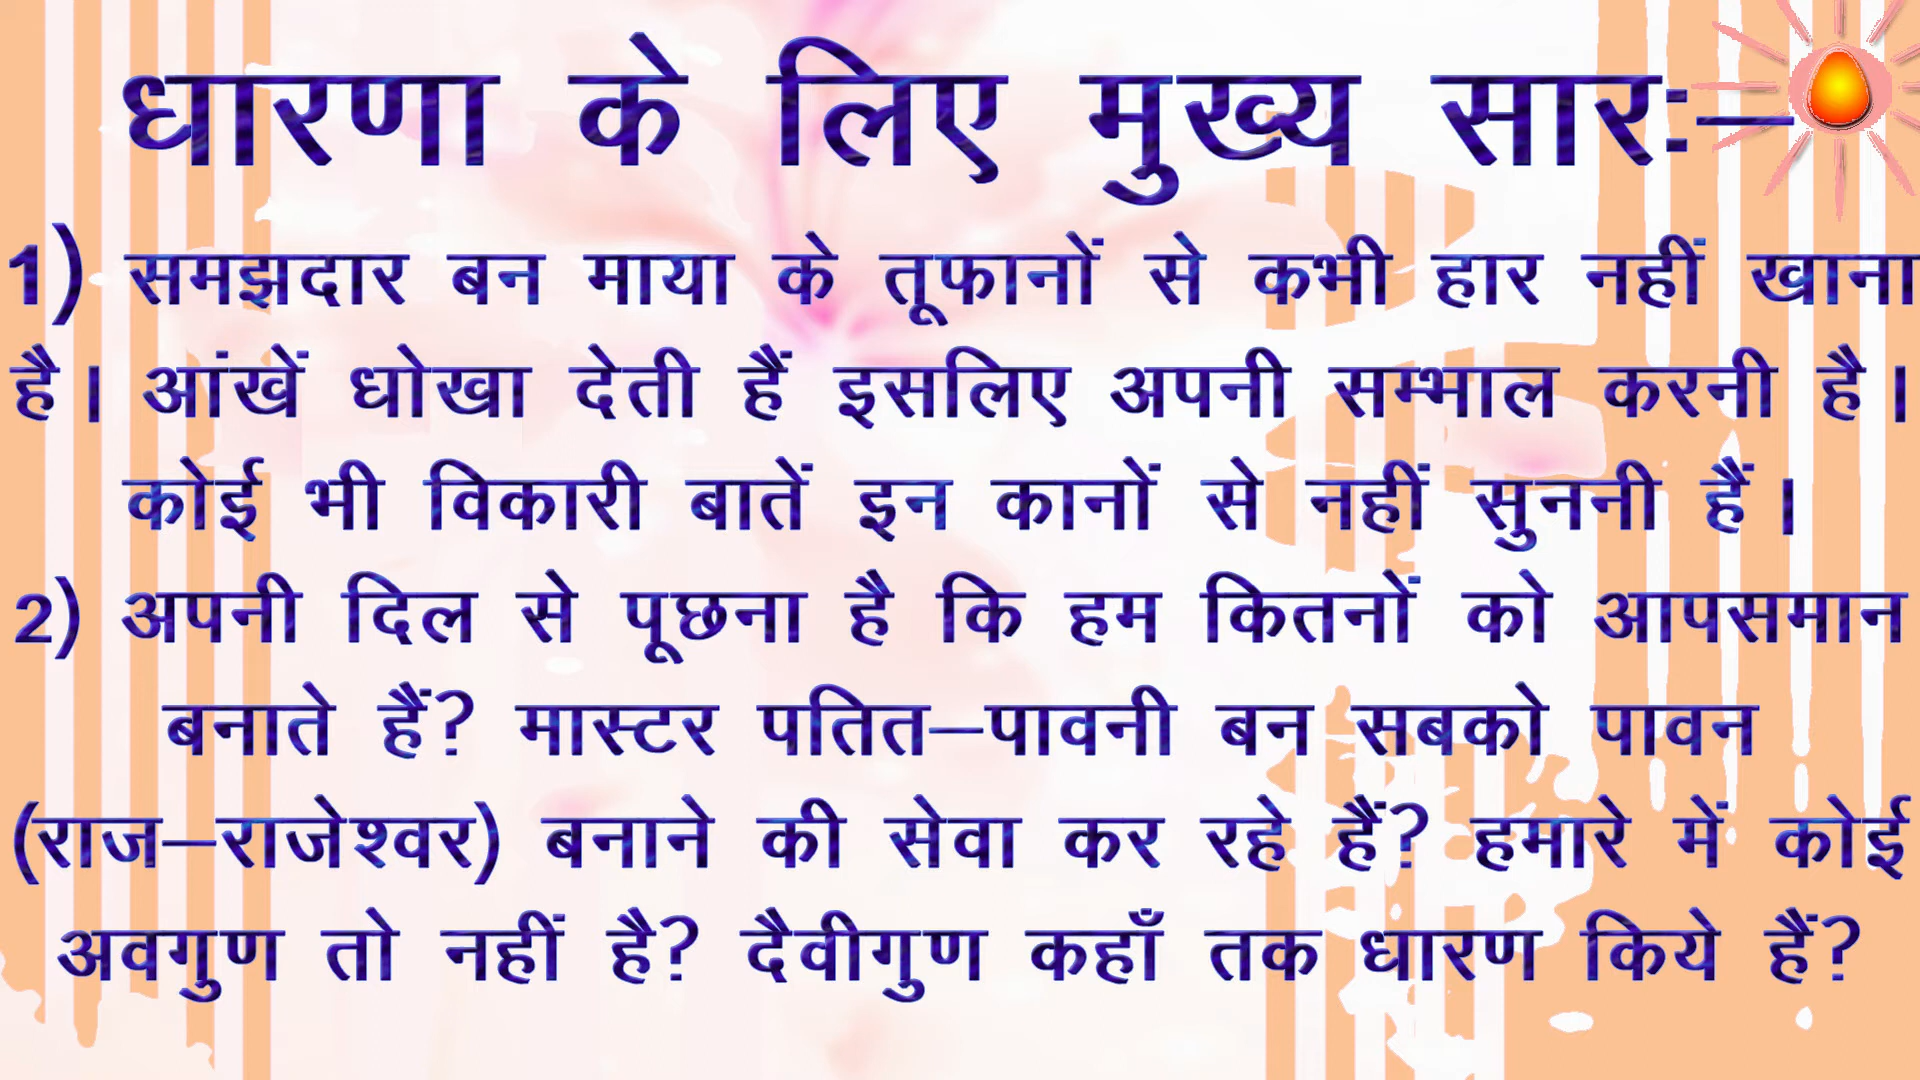 धारणा के लिए मुख्य सारः—
1) समझदार बन माया के तूफानों से कभी हार नहीं खाना
है। आंखें धोखा देती हैं इसलिए अपनी सम्भाल करनी है।
कोई भी विकारी बातें इन कानों से नहीं सुननी हैं।
2) अपनी दिल से पूछना है कि हम कितनों को आपसमान
बनाते हैं? मास्टर पतित—पावनी बन सबको पावन
(राज—राजेश्वर) बनाने की सेवा कर रहे हैं? हमारे में कोई
अवगुण तो नहीं है? दैवीगुण कहाँ तक धारण किये हैं?